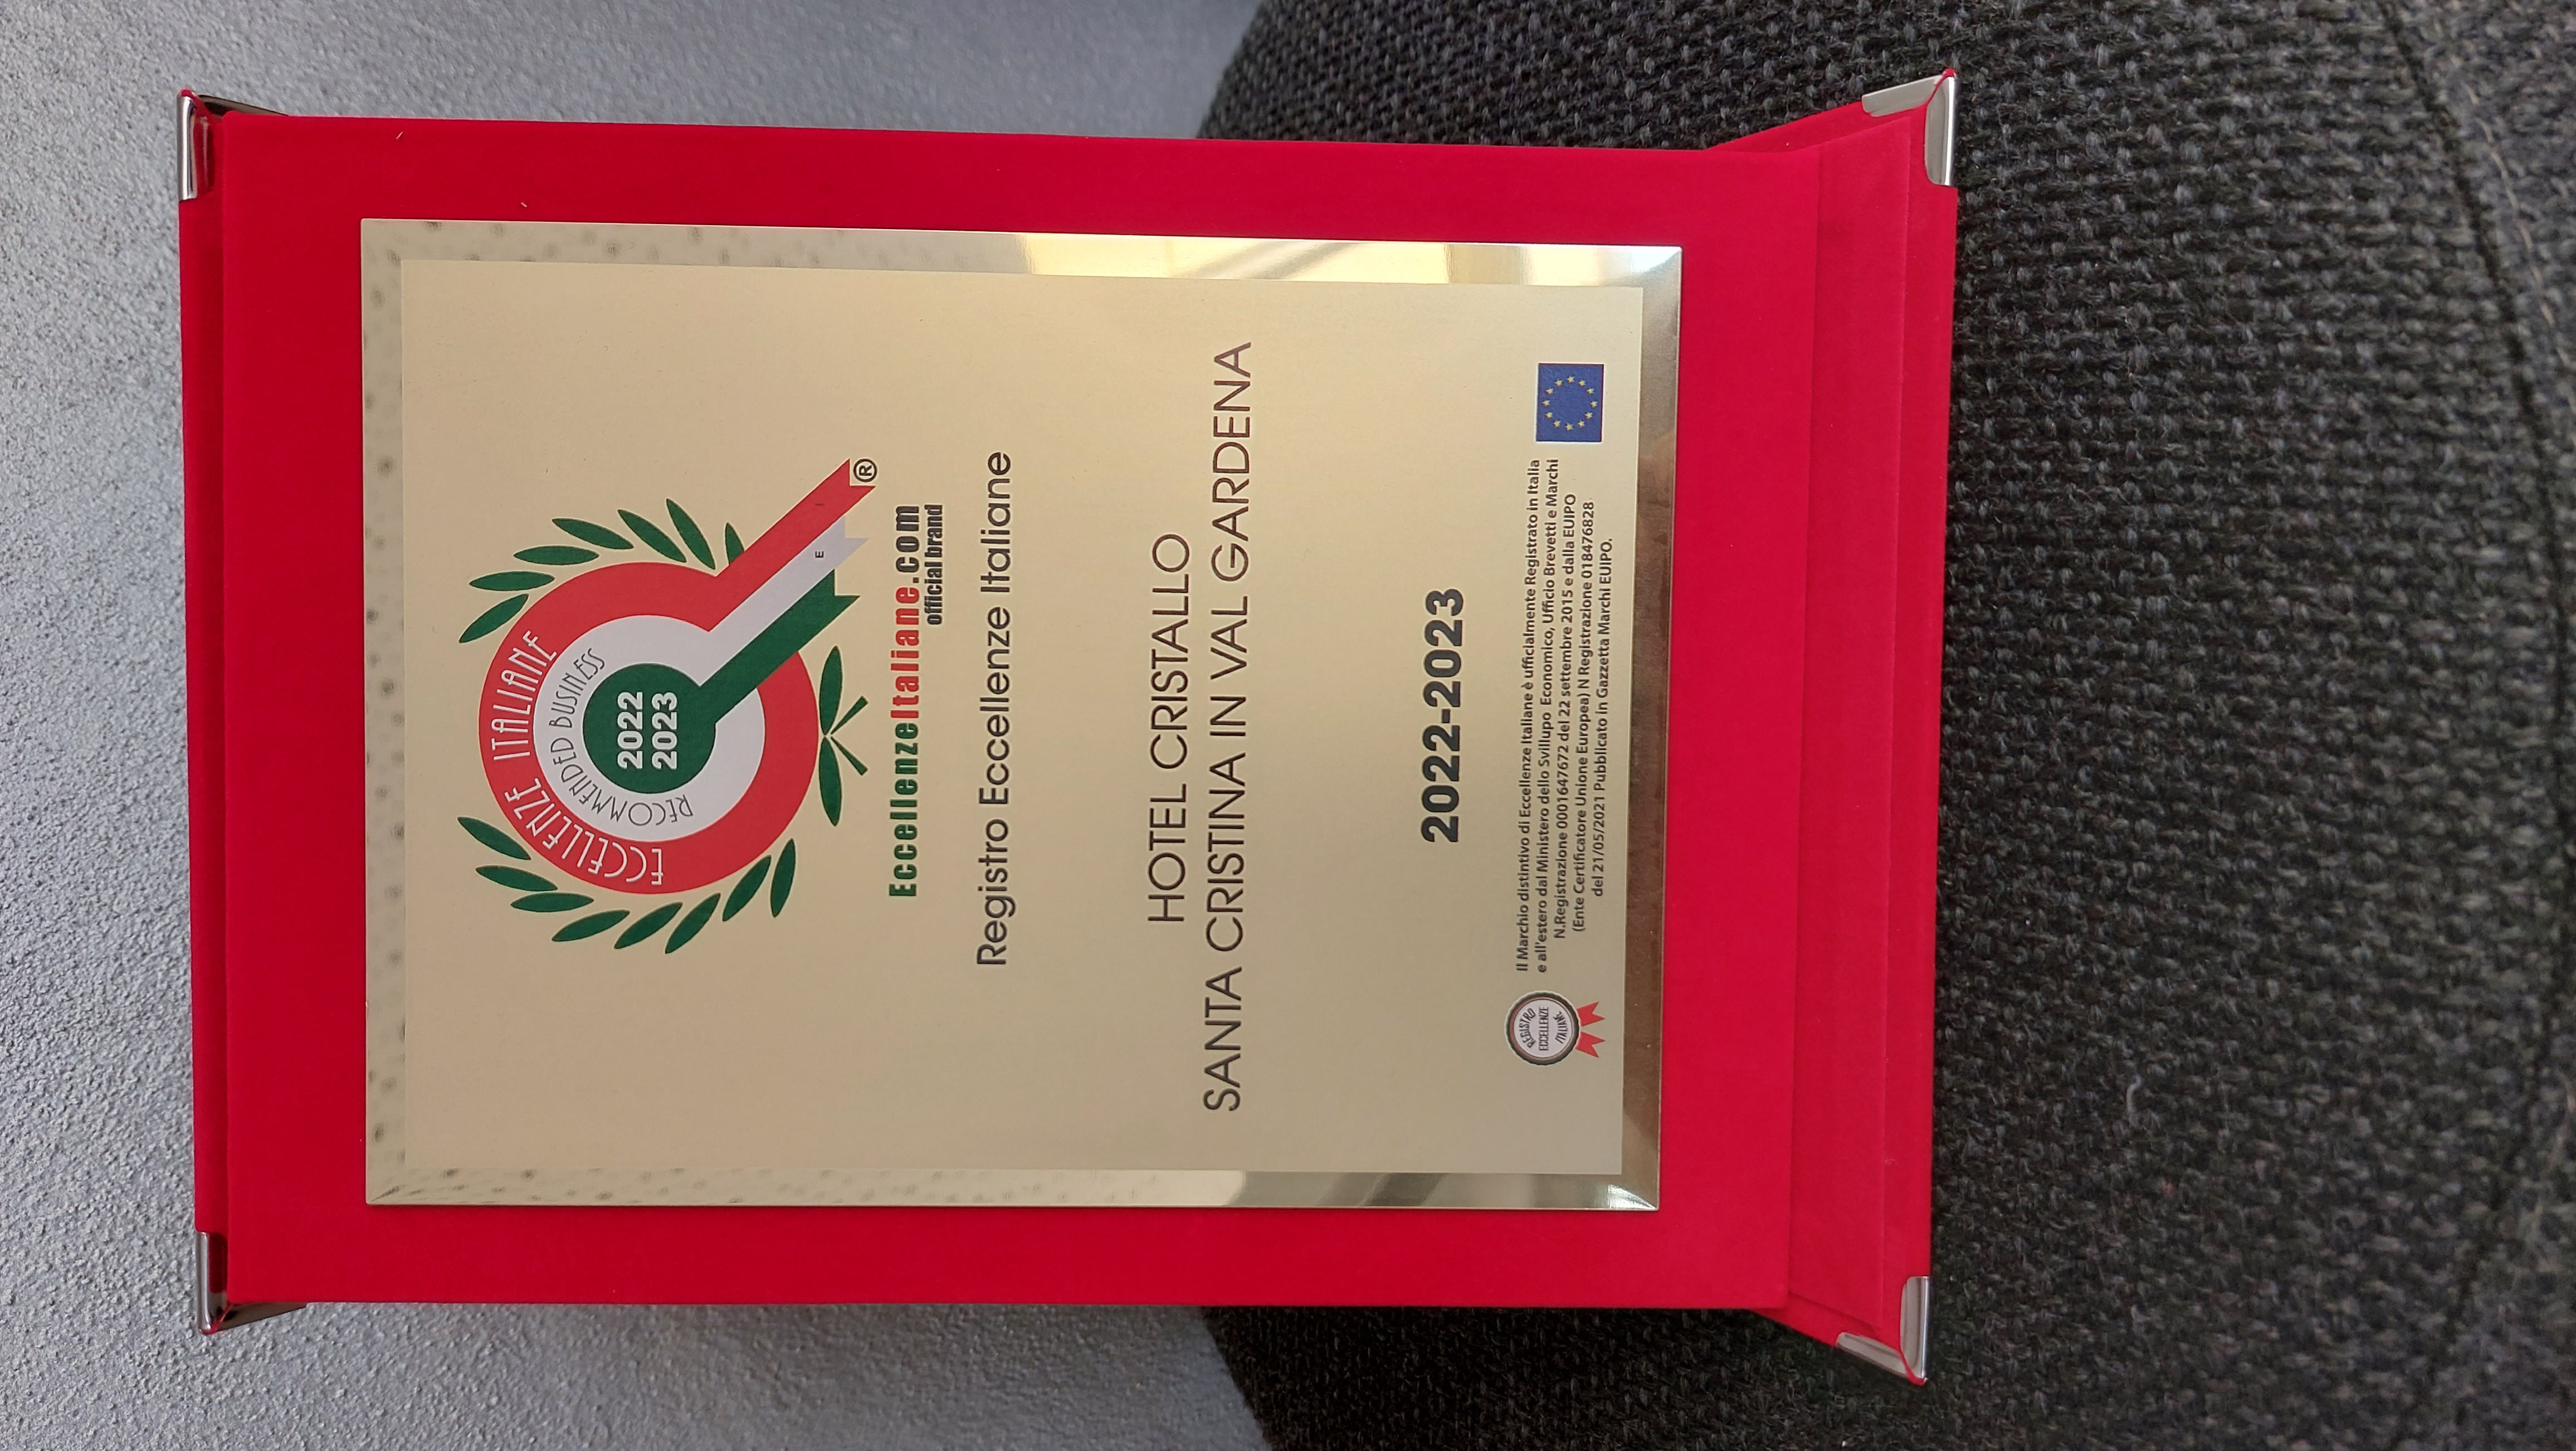 ECCELLENZE ITALIANE
RECOMMENDED BUSINESS
2022
2023
E
®
EccellenzeItaliane.com
official brand
Registro Eccellenze Italiane
HOTEL CRISTALLO
SANTA CRISTINA IN VAL GARDENA
2022-2023
REGISTRO
ECCELLENZE
ITALIANE
Il Marchio distintivo di Eccellenze Italiane è ufficialmente Registrato in Italia
e all'estero dal Ministero dello Sviluppo Economico, Ufficio Brevetti e Marchi
N.Registrazione 0001647672 del 22 settembre 2015 e dalla EUIPO
(Ente Certificatore Unione Europea) N Registrazione 018476828
del 21/05/2021 Pubblicato in Gazzetta Marchi EUIPO.